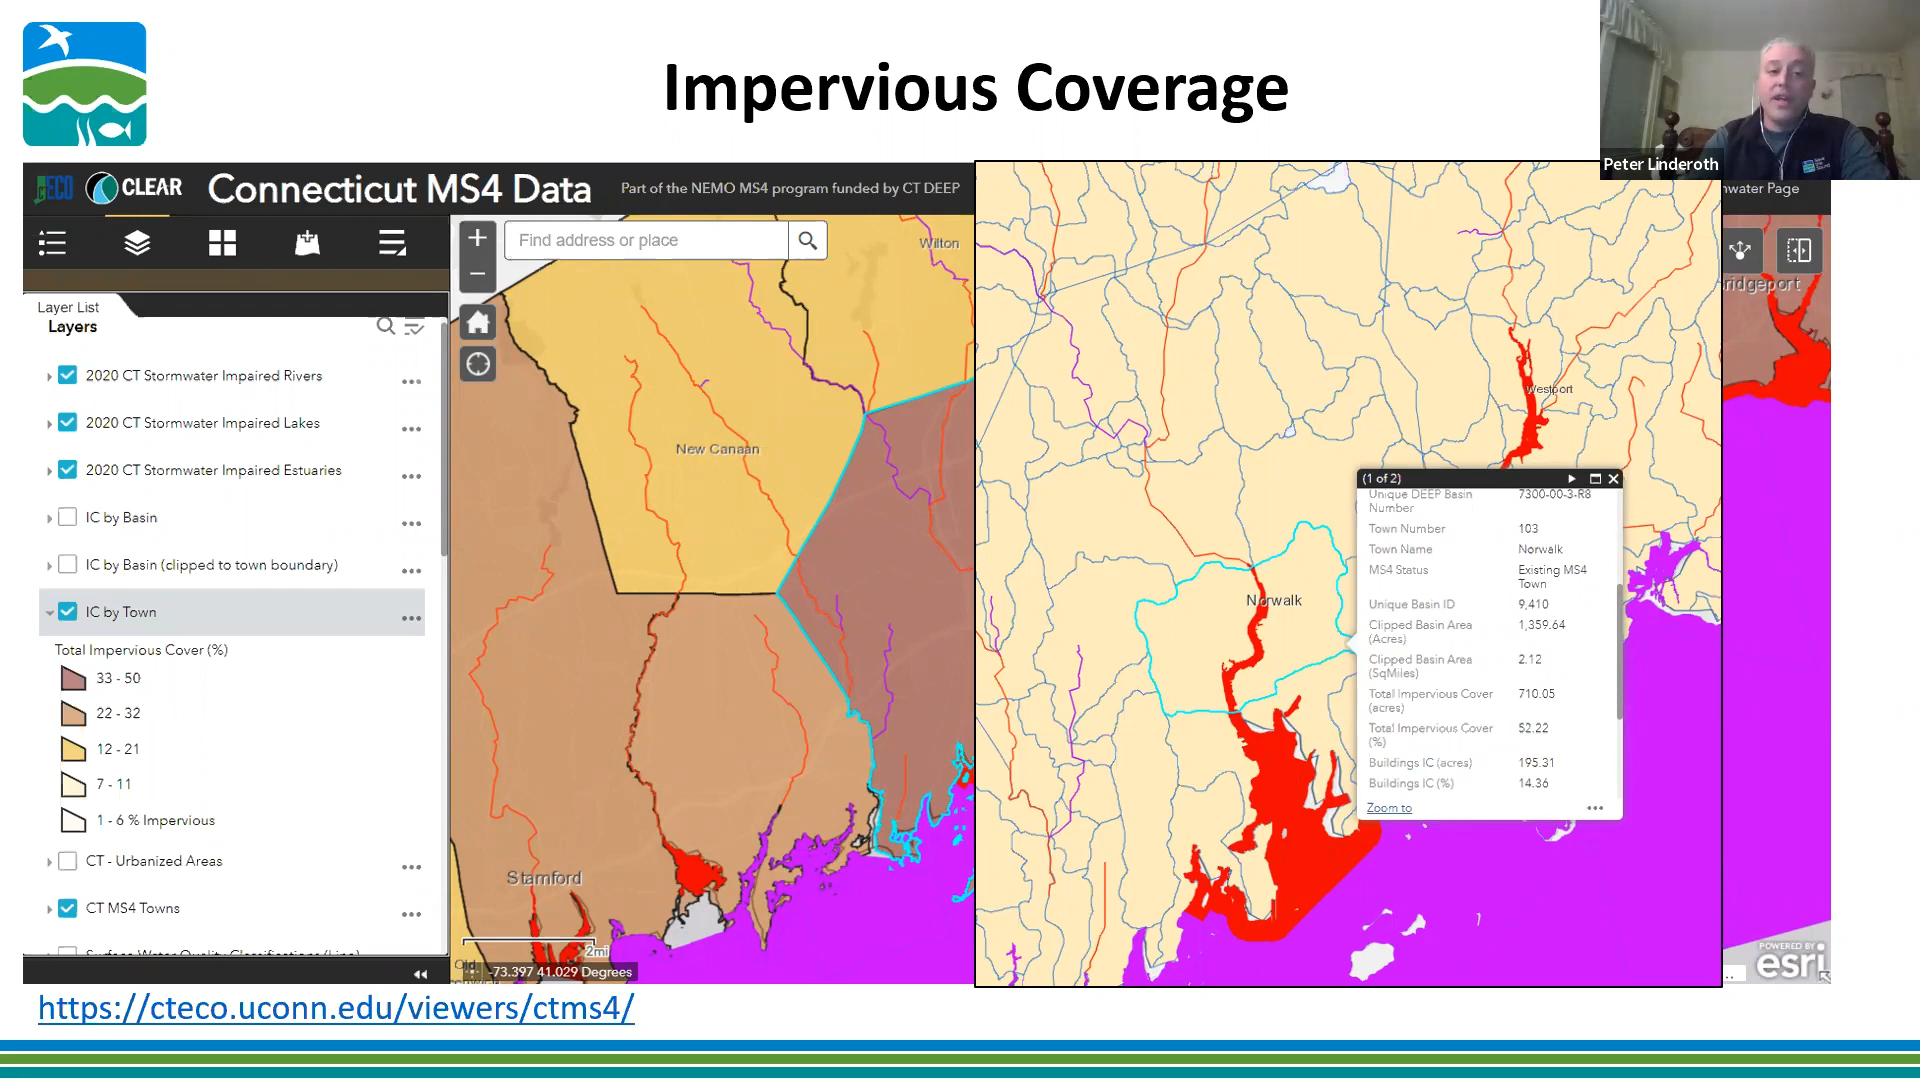 Impervious Coverage
Peter Linderoth
CLEAR
Connecticut MS4 Data
Part of the NEMO MS4 program funded by CT DEEP
Page
Find address or place
Wilton
Layer List
Layers
2020 CT Stormwater Impaired Rivers
2020 CT Stormwater Impaired Lakes
2020 CT Stormwater Impaired Estuaries
IC by Basin
IC by Basin (clipped to town boundary)
IC by Town
Total Impervious Cover (%)
33 - 50
22 - 32
12 - 21
7 - 11
1 - 6 % Impervious
CT - Urbanized Areas
CT MS4 Towns
New Canaan
Stamford
2mi
-73.397 41.029 Degrees
Westport
Norwalk
(1 of 2)
Unique DEEP Basin Number 7300-00-3-R8
Town Number 103
Town Name Norwalk
MS4 Status Existing MS4 Town
Unique Basin ID 9,410
Clipped Basin Area (Acres) 1,359.64
Clipped Basin Area (SqMiles) 2.12
Total Impervious Cover (acres) 710.05
Total Impervious Cover (%) 52.22
Buildings IC (acres) 195.31
Buildings IC (%) 14.36
Zoom to
POWERED BY
esri
https://cteco.uconn.edu/viewers/ctms4/